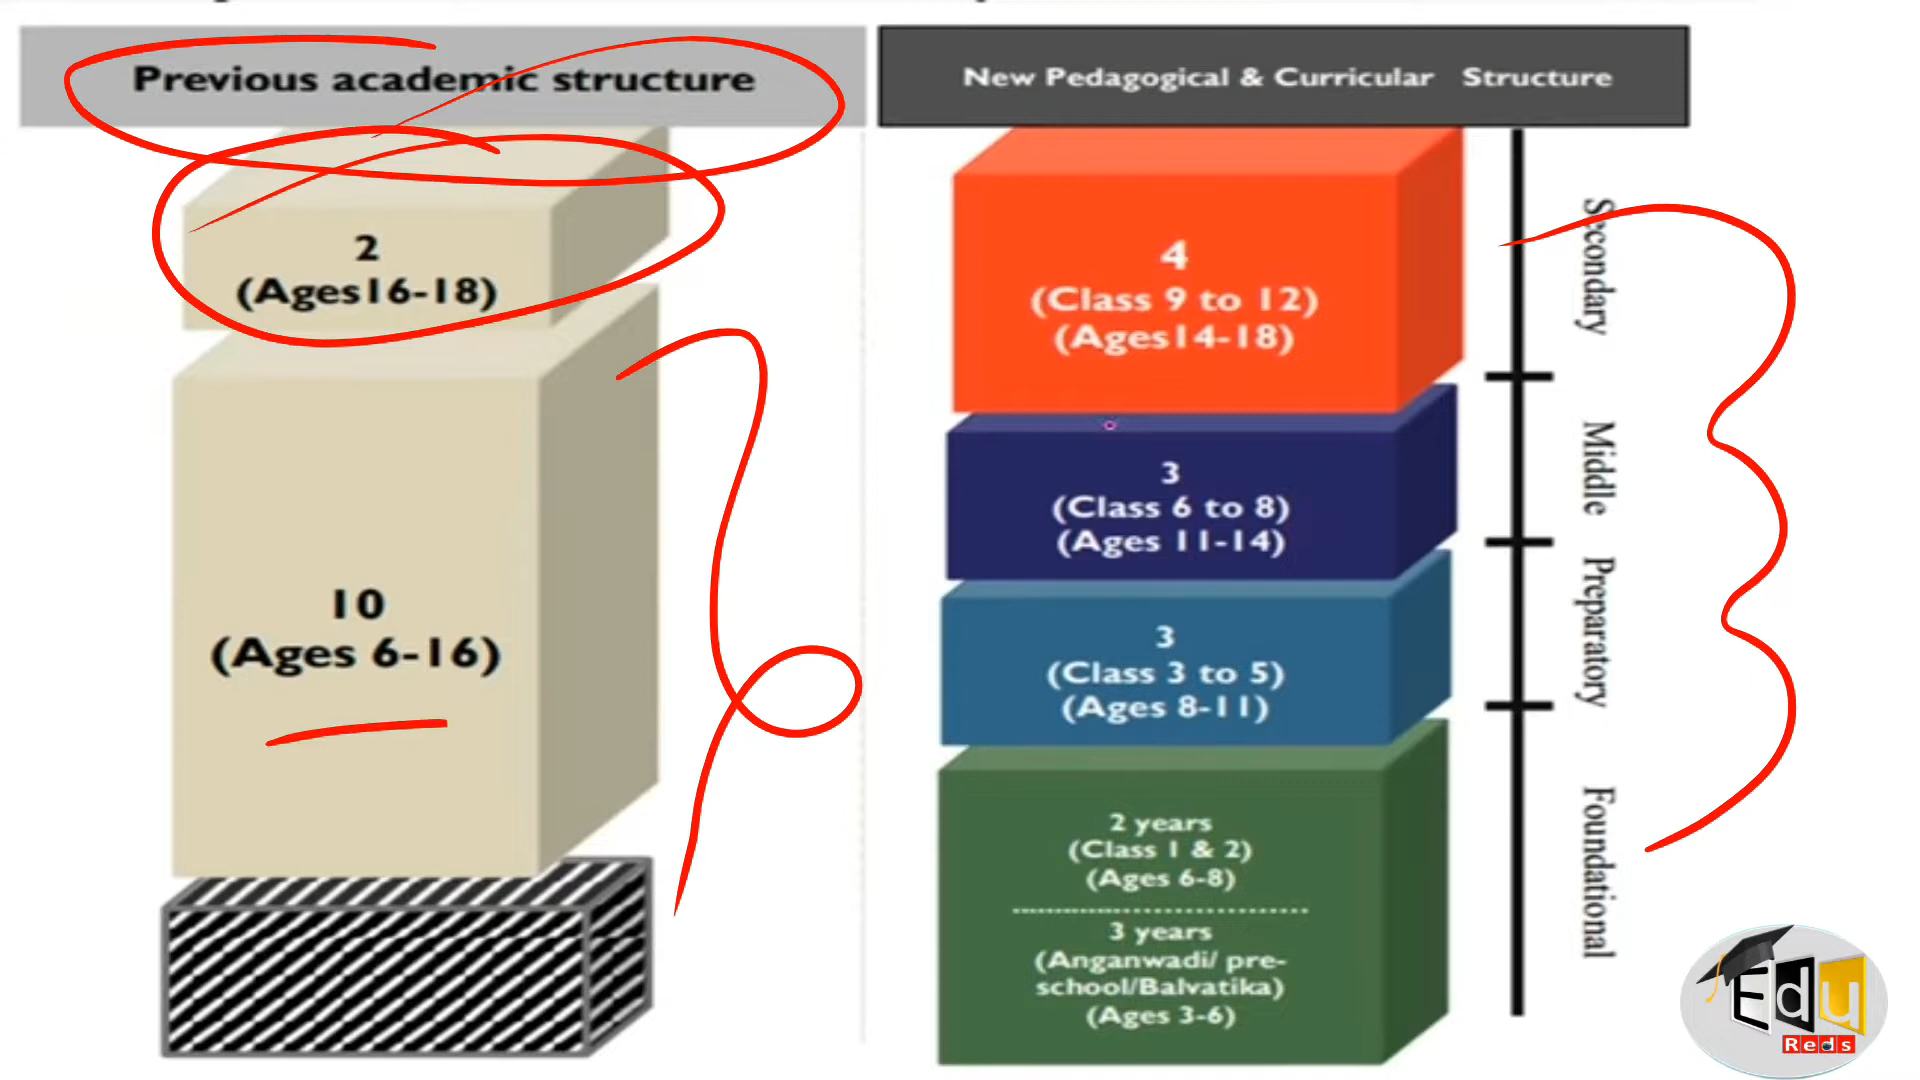 Previous academic structure
2
(Ages16-18)
10
(Ages 6-16)
New Pedagogical & Curricular Structure
4
(Class 9 to 12)
(Ages14-18)
3
(Class 6 to 8)
(Ages 11-14)
3
(Class 3 to 5)
(Ages 8-11)
2 years
(Class 1 & 2)
(Ages 6-8)
3 years
(Anganwadi/ pre-
school/Balvatika)
(Ages 3-6)
Secondary
Middle
Preparatory
Foundational
Edu
Reds